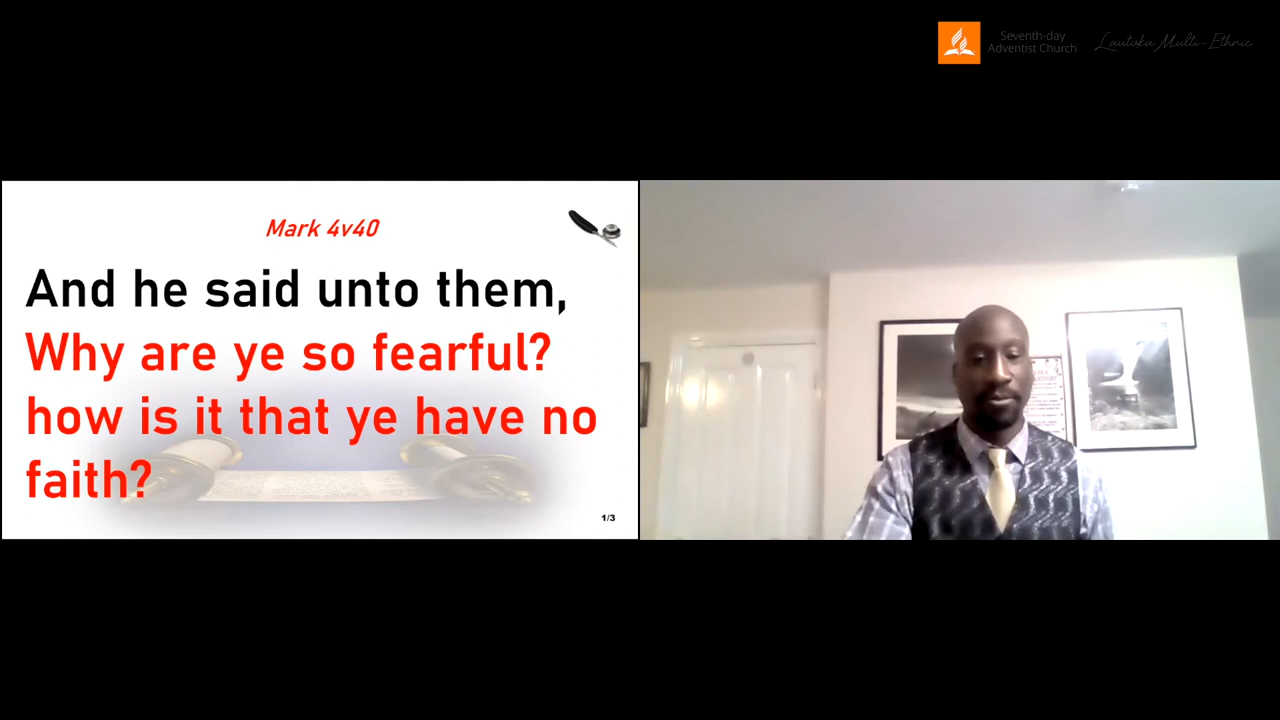 Seventh-day
Adventist Church
Lautoka Multi-Ethnic
Mark 4v40
And he said unto them,
Why are ye so fearful?
how is it that ye have no
faith?
1/3